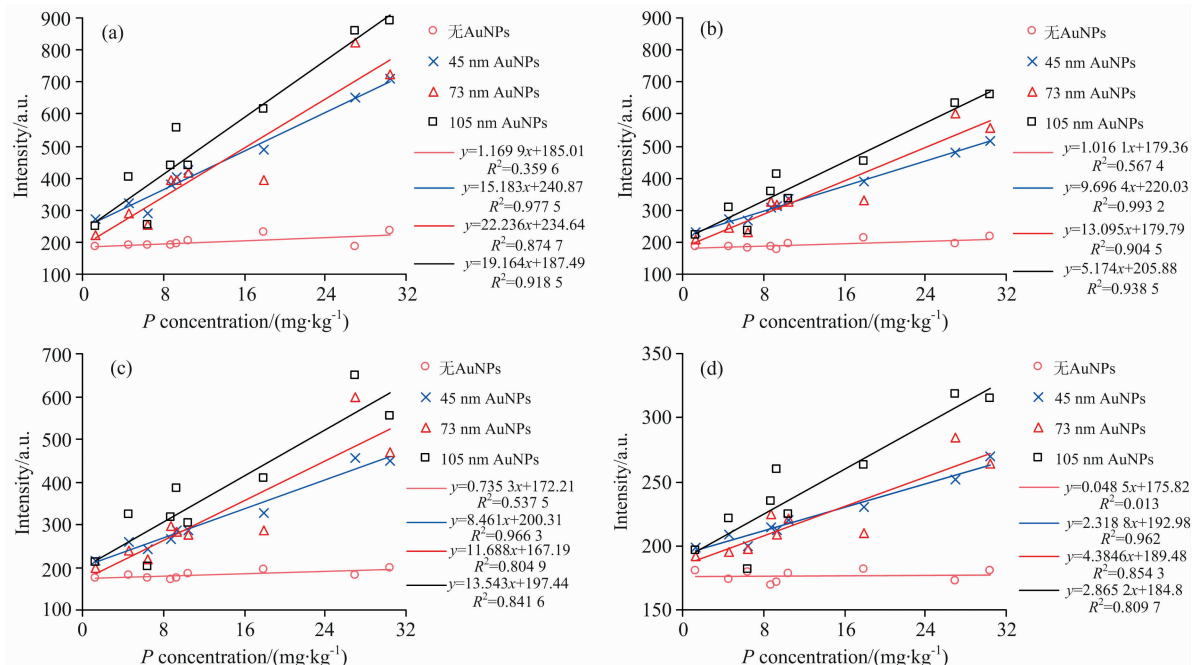 (a)
Intensity/a.u.
900
800
700
600
500
400
300
200
100
0
8
16
24
32
P concentration/(mg·kg⁻¹)
无AuNPs
45 nm AuNPs
73 nm AuNPs
105 nm AuNPs
y=1.169 9x+185.01
R²=0.359 6
y=15.183x+240.87
R²=0.977 5
y=22.236x+234.64
R²=0.874 7
y=19.164x+187.49
R²=0.918 5
(b)
Intensity/a.u.
900
800
700
600
500
400
300
200
100
0
8
16
24
32
P concentration/(mg·kg⁻¹)
无AuNPs
45 nm AuNPs
73 nm AuNPs
105 nm AuNPs
y=1.016 1x+179.36
R²=0.567 4
y=9.696 4x+220.03
R²=0.993 2
y=13.095x+179.79
R²=0.904 5
y=5.174x+205.88
R²=0.938 5
(c)
Intensity/a.u.
700
600
500
400
300
200
100
0
8
16
24
32
P concentration/(mg·kg⁻¹)
无AuNPs
45 nm AuNPs
73 nm AuNPs
105 nm AuNPs
y=0.735 3x+172.21
R²=0.537 5
y=8.461x+200.31
R²=0.966 3
y=11.688x+167.19
R²=0.804 9
y=13.543x+197.44
R²=0.841 6
(d)
Intensity/a.u.
350
300
250
200
150
0
8
16
24
32
P concentration/(mg·kg⁻¹)
无AuNPs
45 nm AuNPs
73 nm AuNPs
105 nm AuNPs
y=0.048 5x+175.82
R²=0.013
y=2.318 8x+192.98
R²=0.962
y=4.3846x+189.48
R²=0.854 3
y=2.865 2x+184.8
R²=0.809 7